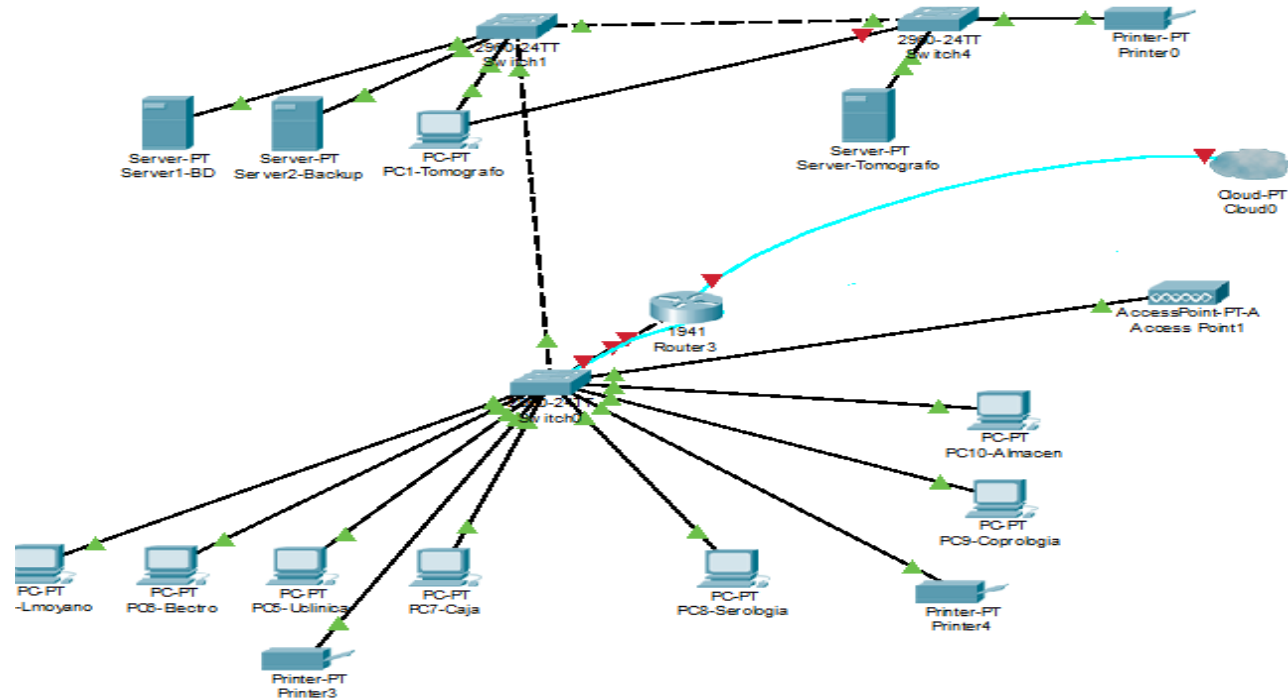 2960-24TT
Switch1
2960-24TT
Switch4
Printer-PT
Printer0
Server-PT
Server1-BD
Server-PT
Server2-Backup
PC-PT
PC1-Tomografo
Server-PT
Server-Tomografo
Cloud-PT
Cloud0
1941
Router3
AccessPoint-PT-A
Access Point1
Switch0
PC-PT
PC10-Almacen
PC-PT
PC9-Coprologia
PC-PT
-Lmoyano
PC-PT
PC6-Electro
PC-PT
PC5-Uclinica
PC-PT
PC7-Caja
PC-PT
PC8-Serologia
Printer-PT
Printer4
Printer-PT
Printer3